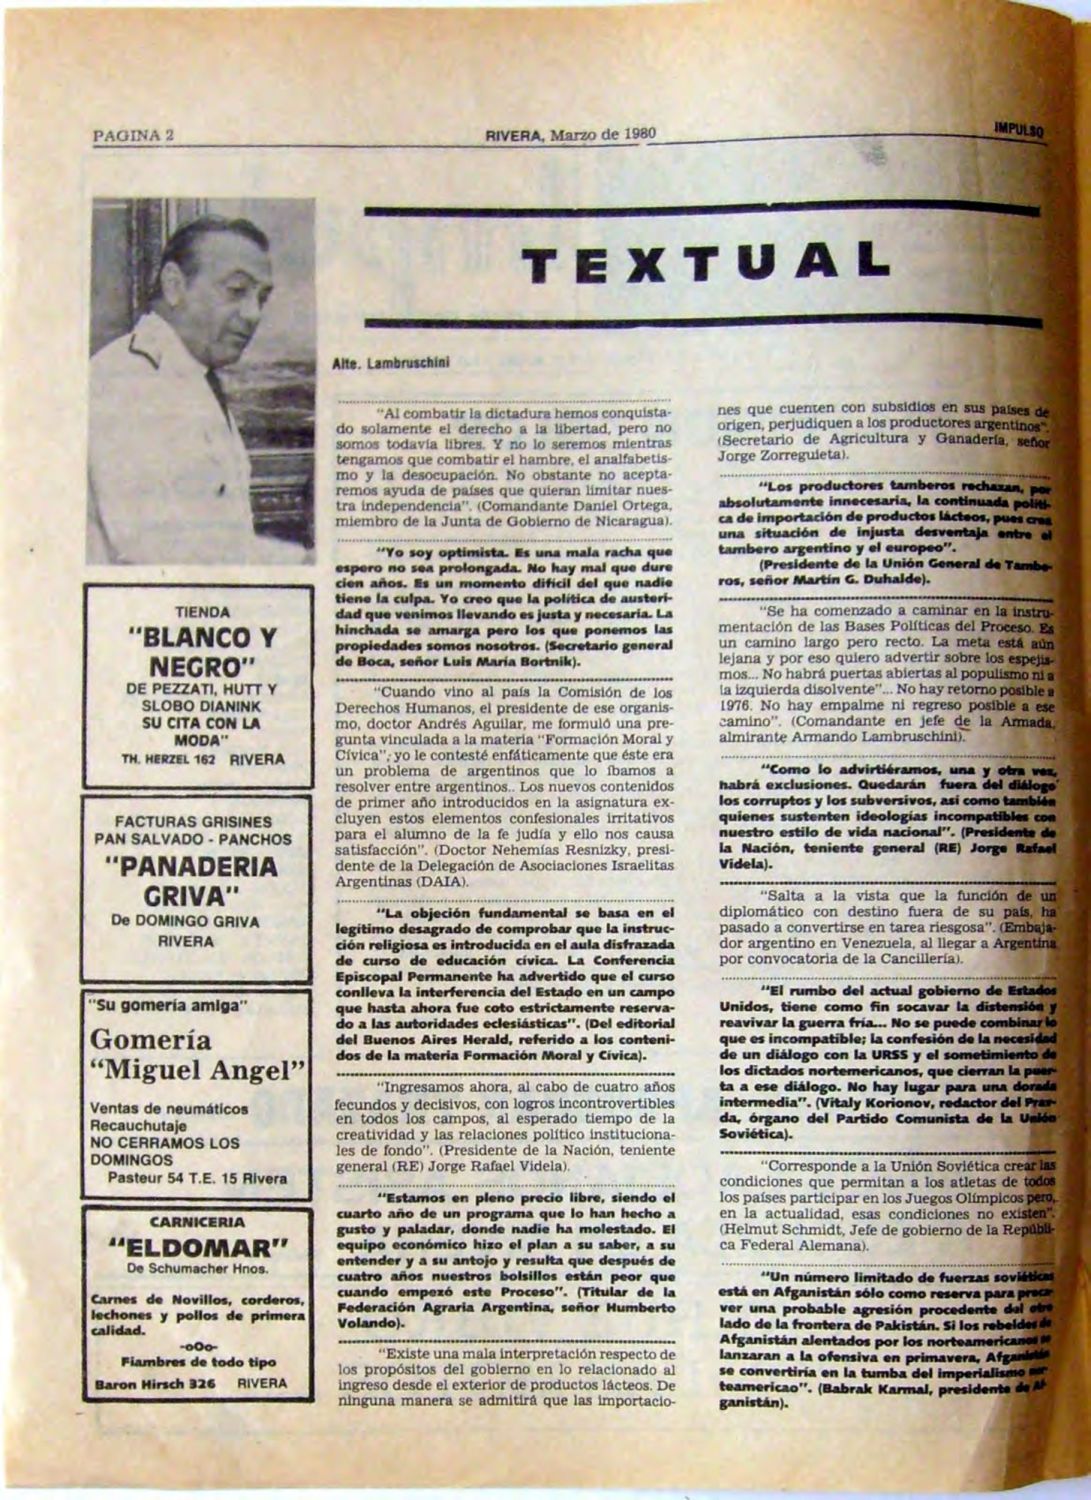 PAGINA 2
RIVERA, Marzo de 1980
IMPULSO
TEXTUAL
Alte. Lambruschini
TIENDA
"BLANCO Y
NEGRO"
DE PEZZATI, HUTT Y
SLOBO DIANINK
SU CITA CON LA
MODA"
TH. HERZEL 162 RIVERA
FACTURAS GRISINES
PAN SALVADO - PANCHOS
"PANADERIA
GRIVA"
De DOMINGO GRIVA
RIVERA
"Su gomería amiga"
Gomería
"Miguel Angel"
Ventas de neumáticos
Recauchutaje
NO CERRAMOS LOS
DOMINGOS
Pasteur 54 T.E. 15 Rivera
CARNICERIA
"ELDOMAR"
De Schumacher Hnos.
Carnes de Novillos, corderos,
lechones y pollos de primera
calidad.
-oOo-
Fiambres de todo tipo
Baron Hirsch 326 RIVERA
"Al combatir la dictadura hemos conquista-
do solamente el derecho a la libertad, pero no
somos todavía libres. Y no lo seremos mientras
tengamos que combatir el hambre, el analfabetis-
mo y la desocupación. No obstante no acepta-
remos ayuda de países que quieran limitar nues-
tra independencia". (Comandante Daniel Ortega,
miembro de la Junta de Gobierno de Nicaragua).
"Yo soy optimista. Es una mala racha que
espero no sea prolongada. No hay mal que dure
cien años. Es un momento difícil del que nadie
tiene la culpa. Yo creo que la política de austeri-
dad que venimos llevando es justa y necesaria. La
hinchada se amarga pero los que ponemos las
propiedades somos nosotros. (Secretario general
de Boca, señor Luis María Bortnik).
"Cuando vino al país la Comisión de los
Derechos Humanos, el presidente de ese organis-
mo, doctor Andrés Aguilar, me formuló una pre-
gunta vinculada a la materia "Formación Moral y
Cívica"; yo le contesté enfáticamente que éste era
un problema de argentinos que lo íbamos a
resolver entre argentinos.. Los nuevos contenidos
de primer año introducidos en la asignatura ex-
cluyen estos elementos confesionales irritativos
para el alumno de la fe judía y ello nos causa
satisfacción". (Doctor Nehemías Resnizky, presi-
dente de la Delegación de Asociaciones Israelitas
Argentinas (DAIA).
"La objeción fundamental se basa en el
legítimo desagrado de comprobar que la instruc-
ción religiosa es introducida en el aula disfrazada
de curso de educación cívica. La Conferencia
Episcopal Permanente ha advertido que el curso
conlleva la interferencia del Estado en un campo
que hasta ahora fue coto estrictamente reserva-
do a las autoridades eclesiásticas". (Del editorial
del Buenos Aires Herald, referido a los conteni-
dos de la materia Formación Moral y Cívica).
"Ingresamos ahora, al cabo de cuatro años
fecundos y decisivos, con logros incontrovertibles
en todos los campos, al esperado tiempo de la
creatividad y las relaciones político instituciona-
les de fondo". (Presidente de la Nación, teniente
general (RE) Jorge Rafael Videla).
"Estamos en pleno precio libre, siendo el
cuarto año de un programa que lo han hecho a
gusto y paladar, donde nadie ha molestado. El
equipo económico hizo el plan a su saber, a su
entender y a su antojo y resulta que después de
cuatro años nuestros bolsillos están peor que
cuando empezó este Proceso". (Titular de la
Federación Agraria Argentina, señor Humberto
Volando).
"Existe una mala interpretación respecto de
los propósitos del gobierno en lo relacionado al
ingreso desde el exterior de productos lácteos. De
ninguna manera se admitirá que las importacio-
nes que cuenten con subsidios en sus países de
origen, perjudiquen a los productores argentinos".
(Secretario de Agricultura y Ganadería, señor
Jorge Zorreguieta).
"Los productores tamberos rechazan, por
absolutamente innecesaria, la continuada políti-
ca de importación de productos lácteos, pues crea
una situación de injusta desventaja entre el
tambero argentino y el europeo".
(Presidente de la Unión General de Tambe-
ros, señor Martín G. Duhalde).
"Se ha comenzado a caminar en la instru-
mentación de las Bases Políticas del Proceso. Es
un camino largo pero recto. La meta está aún
lejana y por eso quiero advertir sobre los espejis-
mos... No habrá puertas abiertas al populismo ni a
la izquierda disolvente"... No hay retorno posible a
1976. No hay empalme ni regreso posible a ese
camino". (Comandante en jefe de la Armada,
almirante Armando Lambruschini).
"Como lo advirtiéramos, una y otra vez,
habrá exclusiones. Quedarán fuera del diálogo
los corruptos y los subversivos, así como también
quienes sustenten ideologías incompatibles con
nuestro estilo de vida nacional". (Presidente de
la Nación, teniente general (RE) Jorge Rafael
Videla).
"Salta a la vista que la función de un
diplomático con destino fuera de su país, ha
pasado a convertirse en tarea riesgosa". (Embaja-
dor argentino en Venezuela, al llegar a Argentina
por convocatoria de la Cancillería).
"El rumbo del actual gobierno de Estados
Unidos, tiene como fin socavar la distensión y
reavivar la guerra fría... No se puede combinar lo
que es incompatible; la confesión de la necesidad
de un diálogo con la URSS y el sometimiento de
los dictados nortemericanos, que cierran la puer-
ta a ese diálogo. No hay lugar para una dorada
intermedia". (Vitaly Korionov, redactor del Prav-
da, órgano del Partido Comunista de la Unión
Soviética).
"Corresponde a la Unión Soviética crear las
condiciones que permitan a los atletas de todos
los países participar en los Juegos Olímpicos pero,
en la actualidad, esas condiciones no existen".
(Helmut Schmidt, Jefe de gobierno de la Repúbli-
ca Federal Alemana).
"Un número limitado de fuerzas soviéticas
está en Afganistán sólo como reserva para preca-
ver una probable agresión procedente del otro
lado de la frontera de Pakistán. Si los rebeldes de
Afganistán alentados por los norteamericanos se
lanzaran a la ofensiva en primavera, Afganistán
se convertiría en la tumba del imperialismo nor-
teamericao". (Babrak Karmal, presidente de Af-
ganistán).